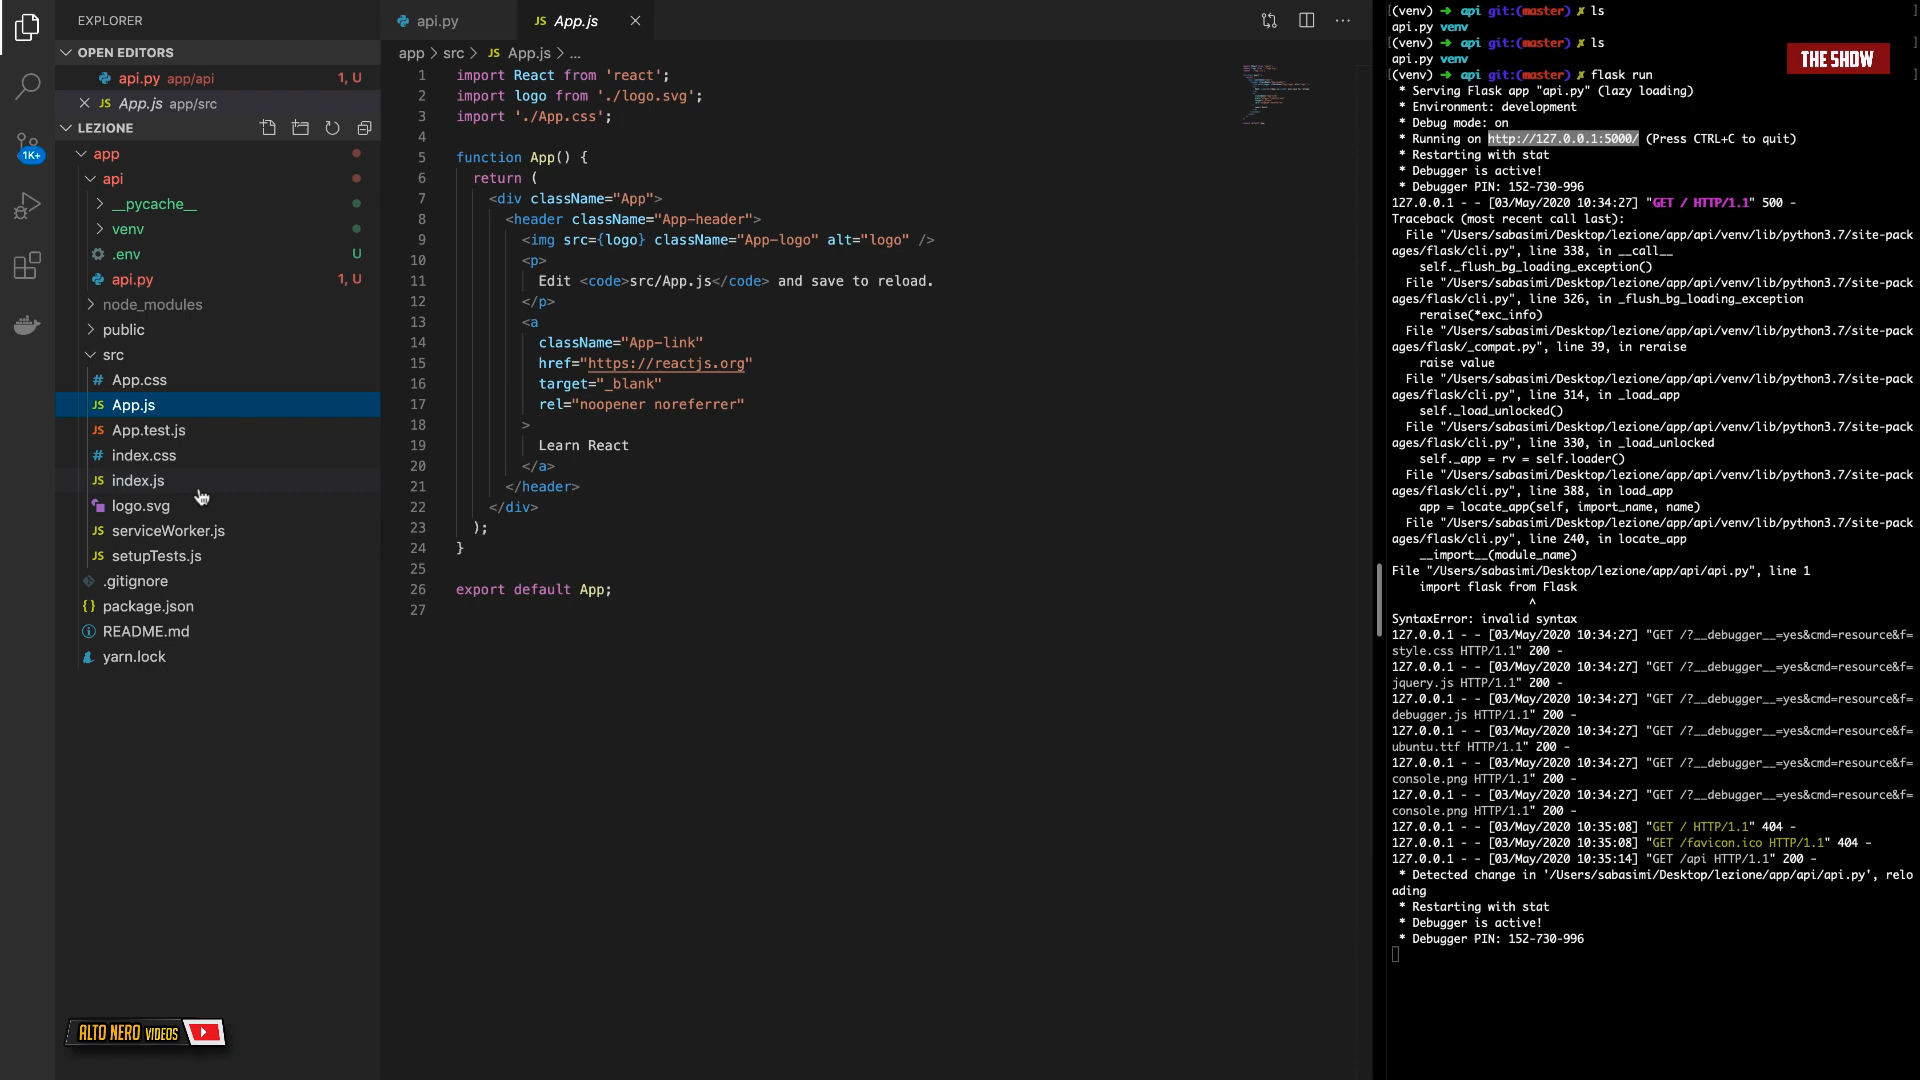 EXPLORER
OPEN EDITORS
api.py app/api 1, U
JS App.js app/src
LEZIONE
1K+
app
api
__pycache__
venv
.env U
api.py 1, U
node_modules
public
src
# App.css
JS App.js
JS App.test.js
# index.css
JS index.js
logo.svg
JS serviceWorker.js
JS setupTests.js
.gitignore
{} package.json
README.md
yarn.lock
ALTO NERO VIDEOS
api.py
JS App.js
app > src > JS App.js > ...
1 import React from 'react';
2 import logo from './logo.svg';
3 import './App.css';
4
5 function App() {
6 return (
7 <div className="App">
8 <header className="App-header">
9 <img src={logo} className="App-logo" alt="logo" />
10 <p>
11 Edit <code>src/App.js</code> and save to reload.
12 </p>
13 <a
14 className="App-link"
15 href="https://reactjs.org"
16 target="_blank"
17 rel="noopener noreferrer"
18 >
19 Learn React
20 </a>
21 </header>
22 </div>
23 );
24 }
25
26 export default App;
27
[(venv) ➜ api git:(master) ✗ ls ]
api.py venv
[(venv) ➜ api git:(master) ✗ ls ]
api.py venv
[(venv) ➜ api git:(master) ✗ flask run ]
THE SHOW
* Serving Flask app "api.py" (lazy loading)
* Environment: development
* Debug mode: on
* Running on http://127.0.0.1:5000/ (Press CTRL+C to quit)
* Restarting with stat
* Debugger is active!
* Debugger PIN: 152-730-996
127.0.0.1 - - [03/May/2020 10:34:27] "GET / HTTP/1.1" 500 -
Traceback (most recent call last):
File "/Users/sabasimi/Desktop/lezione/app/api/venv/lib/python3.7/site-pack
ages/flask/cli.py", line 338, in __call__
self._flush_bg_loading_exception()
File "/Users/sabasimi/Desktop/lezione/app/api/venv/lib/python3.7/site-pack
ages/flask/cli.py", line 326, in _flush_bg_loading_exception
reraise(*exc_info)
File "/Users/sabasimi/Desktop/lezione/app/api/venv/lib/python3.7/site-pack
ages/flask/_compat.py", line 39, in reraise
raise value
File "/Users/sabasimi/Desktop/lezione/app/api/venv/lib/python3.7/site-pack
ages/flask/cli.py", line 314, in _load_app
self._load_unlocked()
File "/Users/sabasimi/Desktop/lezione/app/api/venv/lib/python3.7/site-pack
ages/flask/cli.py", line 330, in _load_unlocked
self._app = rv = self.loader()
File "/Users/sabasimi/Desktop/lezione/app/api/venv/lib/python3.7/site-pack
ages/flask/cli.py", line 388, in load_app
app = locate_app(self, import_name, name)
File "/Users/sabasimi/Desktop/lezione/app/api/venv/lib/python3.7/site-pack
ages/flask/cli.py", line 240, in locate_app
__import__(module_name)
File "/Users/sabasimi/Desktop/lezione/app/api/api.py", line 1
import flask from Flask
^
SyntaxError: invalid syntax
127.0.0.1 - - [03/May/2020 10:34:27] "GET /?__debugger__=yes&cmd=resource&f=
style.css HTTP/1.1" 200 -
127.0.0.1 - - [03/May/2020 10:34:27] "GET /?__debugger__=yes&cmd=resource&f=
jquery.js HTTP/1.1" 200 -
127.0.0.1 - - [03/May/2020 10:34:27] "GET /?__debugger__=yes&cmd=resource&f=
debugger.js HTTP/1.1" 200 -
127.0.0.1 - - [03/May/2020 10:34:27] "GET /?__debugger__=yes&cmd=resource&f=
ubuntu.ttf HTTP/1.1" 200 -
127.0.0.1 - - [03/May/2020 10:34:27] "GET /?__debugger__=yes&cmd=resource&f=
console.png HTTP/1.1" 200 -
127.0.0.1 - - [03/May/2020 10:34:27] "GET /?__debugger__=yes&cmd=resource&f=
console.png HTTP/1.1" 200 -
127.0.0.1 - - [03/May/2020 10:35:08] "GET / HTTP/1.1" 404 -
127.0.0.1 - - [03/May/2020 10:35:08] "GET /favicon.ico HTTP/1.1" 404 -
127.0.0.1 - - [03/May/2020 10:35:14] "GET /api HTTP/1.1" 200 -
* Detected change in '/Users/sabasimi/Desktop/lezione/app/api/api.py', relo
ading
* Restarting with stat
* Debugger is active!
* Debugger PIN: 152-730-996